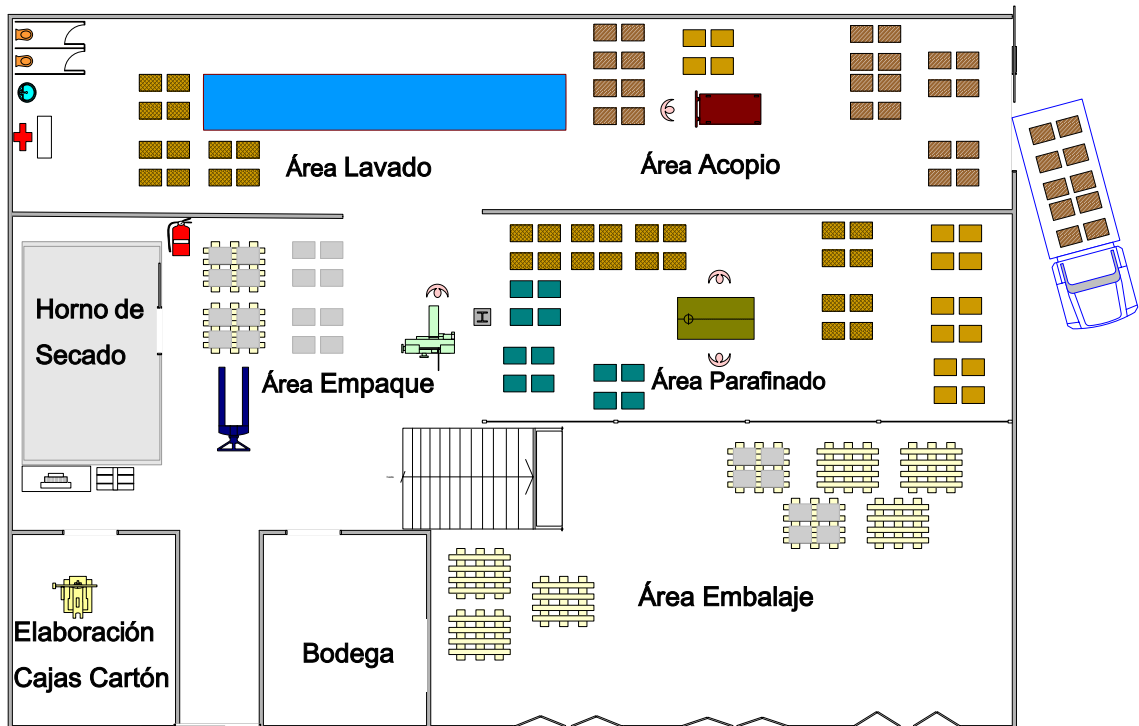 Área Lavado
Área Acopio
Horno de
Secado
Área Empaque
Área Parafinado
Elaboración
Cajas Cartón
Bodega
Área Embalaje